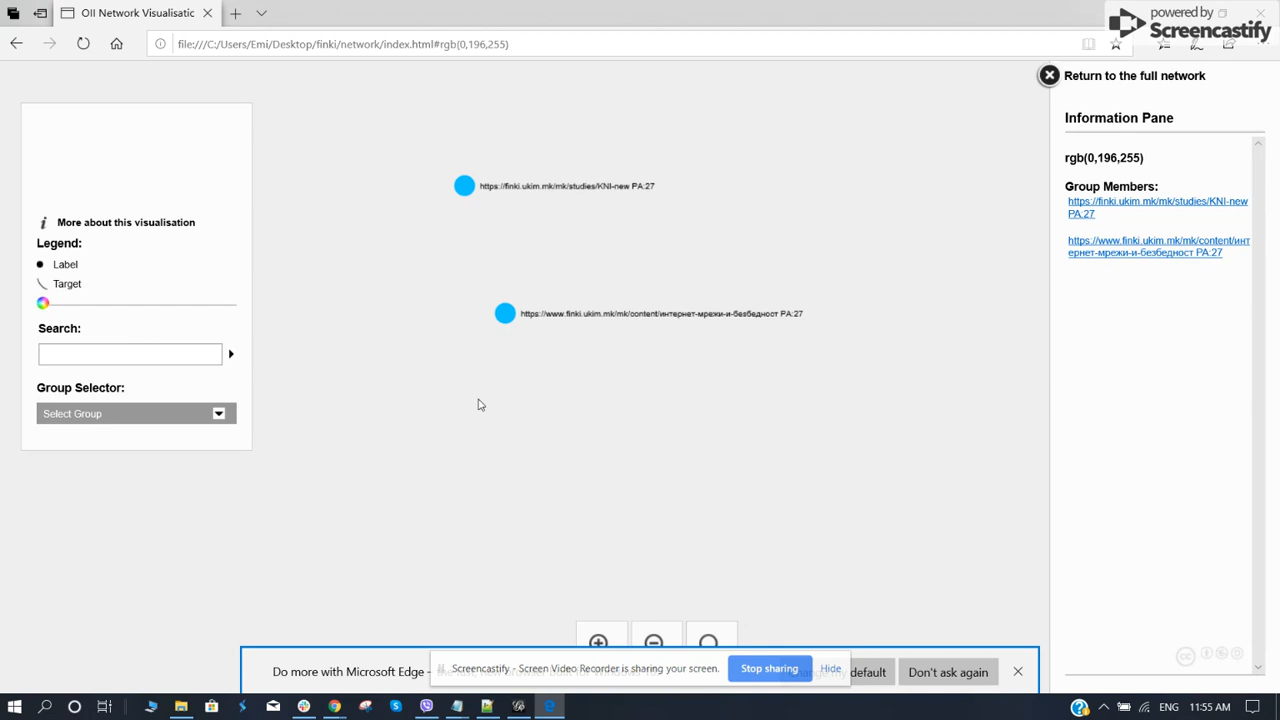 OII Network Visualisatic
powered by
Screencastify
file:///C:/Users/Emi/Desktop/finki/network/index.html#rgb(0,196,255)
Return to the full network
Information Pane
rgb(0,196,255)
Group Members:
https://finki.ukim.mk/mk/studies/KNI-new
PA:27
https://www.finki.ukim.mk/mk/content/инт
ернет-мрежи-и-безбедност PA:27
https://finki.ukim.mk/mk/studies/KNI-new PA:27
https://www.finki.ukim.mk/mk/content/интернет-мрежи-и-безбедност PA:27
More about this visualisation
Legend:
Label
Target
Search:
Group Selector:
Select Group
Do more with Microsoft Edge –
Screencastify - Screen Video Recorder is sharing your screen.
Stop sharing
Hide
default
Don't ask again
ENG
11:55 AM